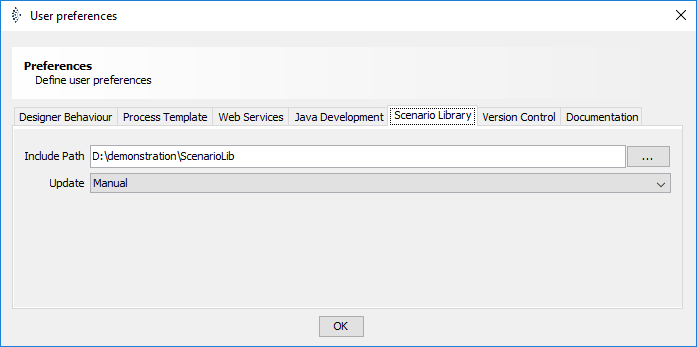 User preferences
Preferences
Define user preferences
Designer Behaviour Process Template Web Services Java Development Scenario Library Version Control Documentation
Include Path D:\demonstration\ScenarioLib ...
Update Manual
OK